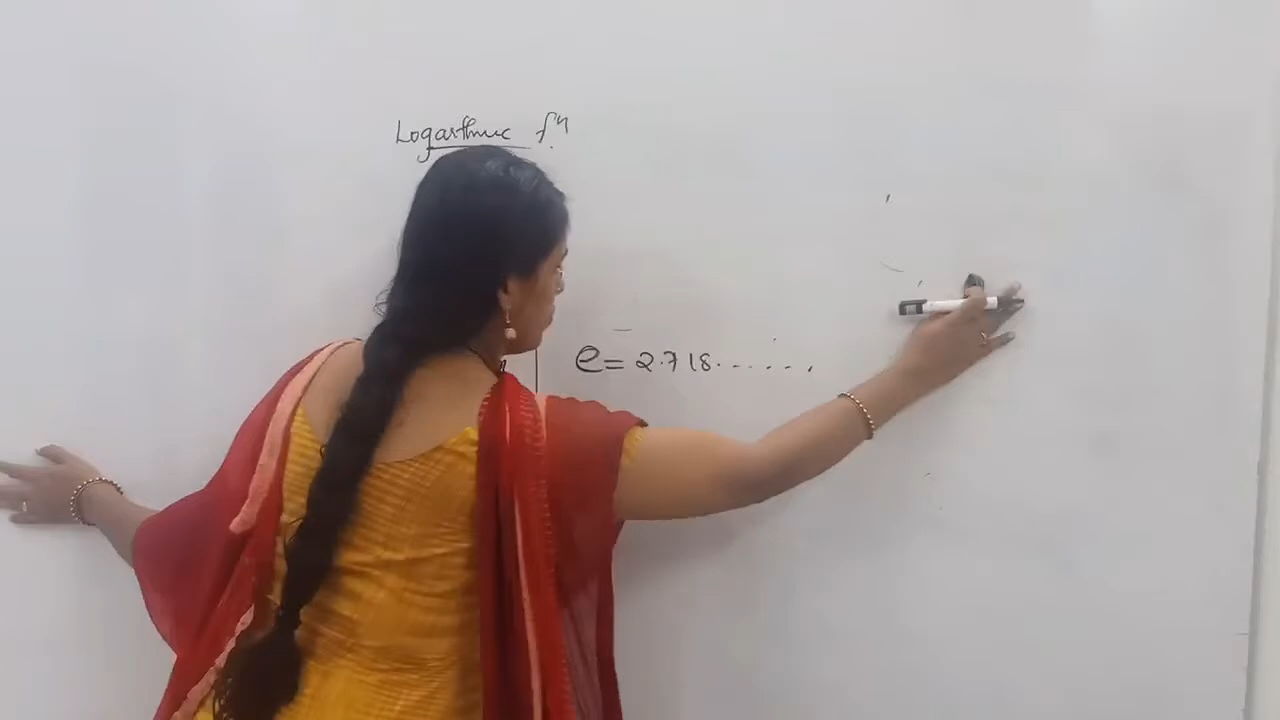 Logarthmic fⁿ
e = 2.718.......